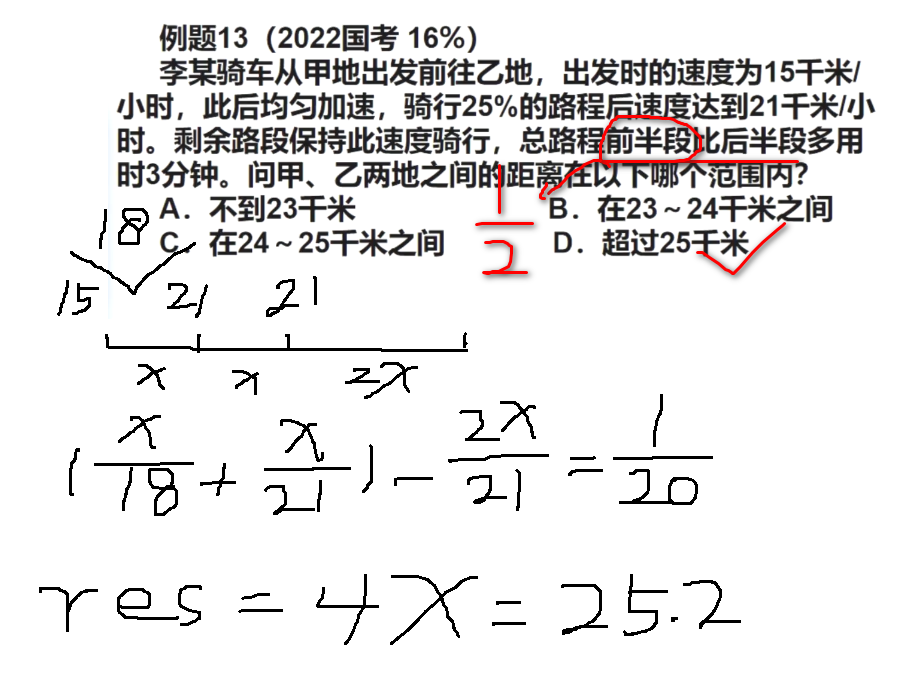 例题13（2022国考 16%）
李某骑车从甲地出发前往乙地，出发时的速度为15千米/
小时，此后均匀加速，骑行25%的路程后速度达到21千米/小
时。剩余路段保持此速度骑行，总路程前半段比后半段多用
时3分钟。问甲、乙两地之间的距离在以下哪个范围内？
A．不到23千米 B．在23～24千米之间
C．在24～25千米之间 D．超过25千米
1/2
18
15 21 21
x x 2x
(x/18 + x/21) - 2x/21 = 1/20
res = 4x = 25.2